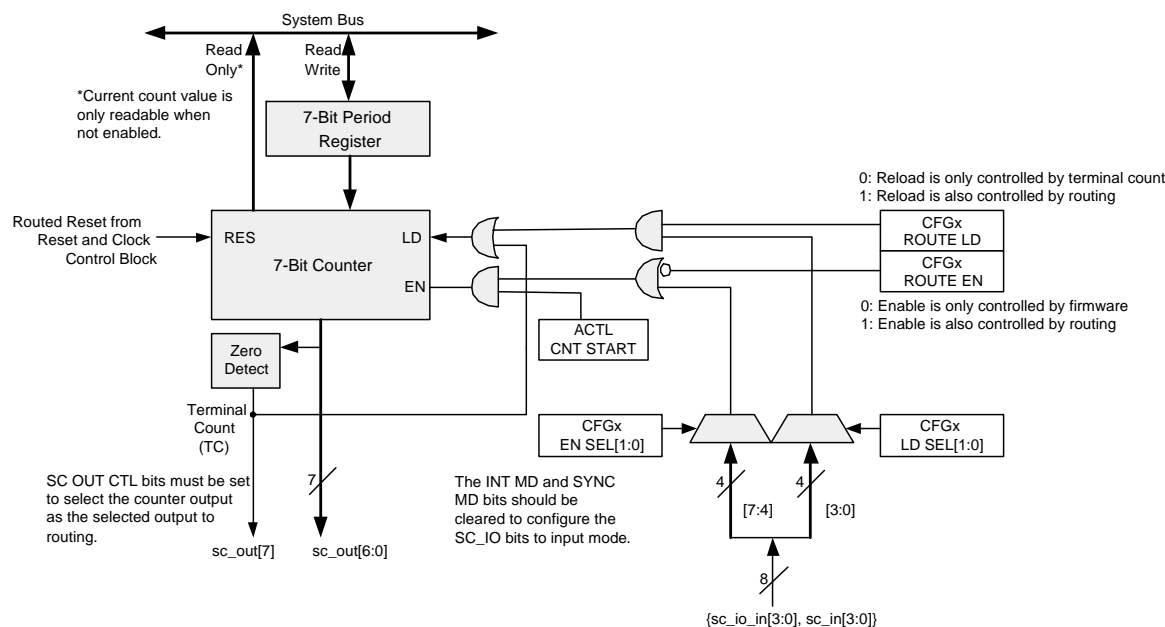 System Bus
Read
Only*
Read
Write
*Current count value is
only readable when
not enabled.
7-Bit Period
Register
0: Reload is only controlled by terminal count
1: Reload is also controlled by routing
Routed Reset from
Reset and Clock
Control Block
RES
LD
7-Bit Counter
EN
CFGx
ROUTE LD
CFGx
ROUTE EN
0: Enable is only controlled by firmware
1: Enable is also controlled by routing
ACTL
CNT START
Zero
Detect
Terminal
Count
(TC)
CFGx
EN SEL[1:0]
CFGx
LD SEL[1:0]
SC OUT CTL bits must be set
to select the counter output
as the selected output to
routing.
7
The INT MD and SYNC
MD bits should be
cleared to configure the
SC_IO bits to input mode.
4
4
[7:4]
[3:0]
sc_out[7]
sc_out[6:0]
8
{sc_io_in[3:0], sc_in[3:0]}